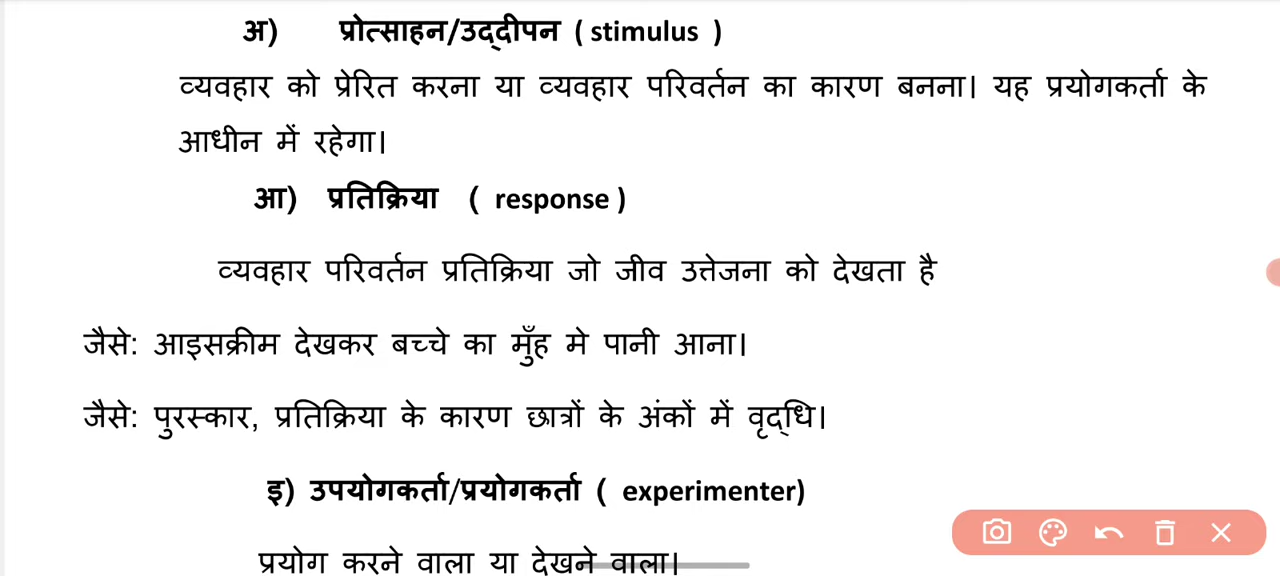 अ) प्रोत्साहन/उद्दीपन ( stimulus )
व्यवहार को प्रेरित करना या व्यवहार परिवर्तन का कारण बनना। यह प्रयोगकर्ता के
आधीन में रहेगा।
आ) प्रतिक्रिया ( response )
व्यवहार परिवर्तन प्रतिक्रिया जो जीव उत्तेजना को देखता है
जैसे: आइसक्रीम देखकर बच्चे का मुँह मे पानी आना।
जैसे: पुरस्कार, प्रतिक्रिया के कारण छात्रों के अंकों में वृद्धि।
इ) उपयोगकर्ता/प्रयोगकर्ता ( experimenter)
प्रयोग करने वाला या देखने वाला।